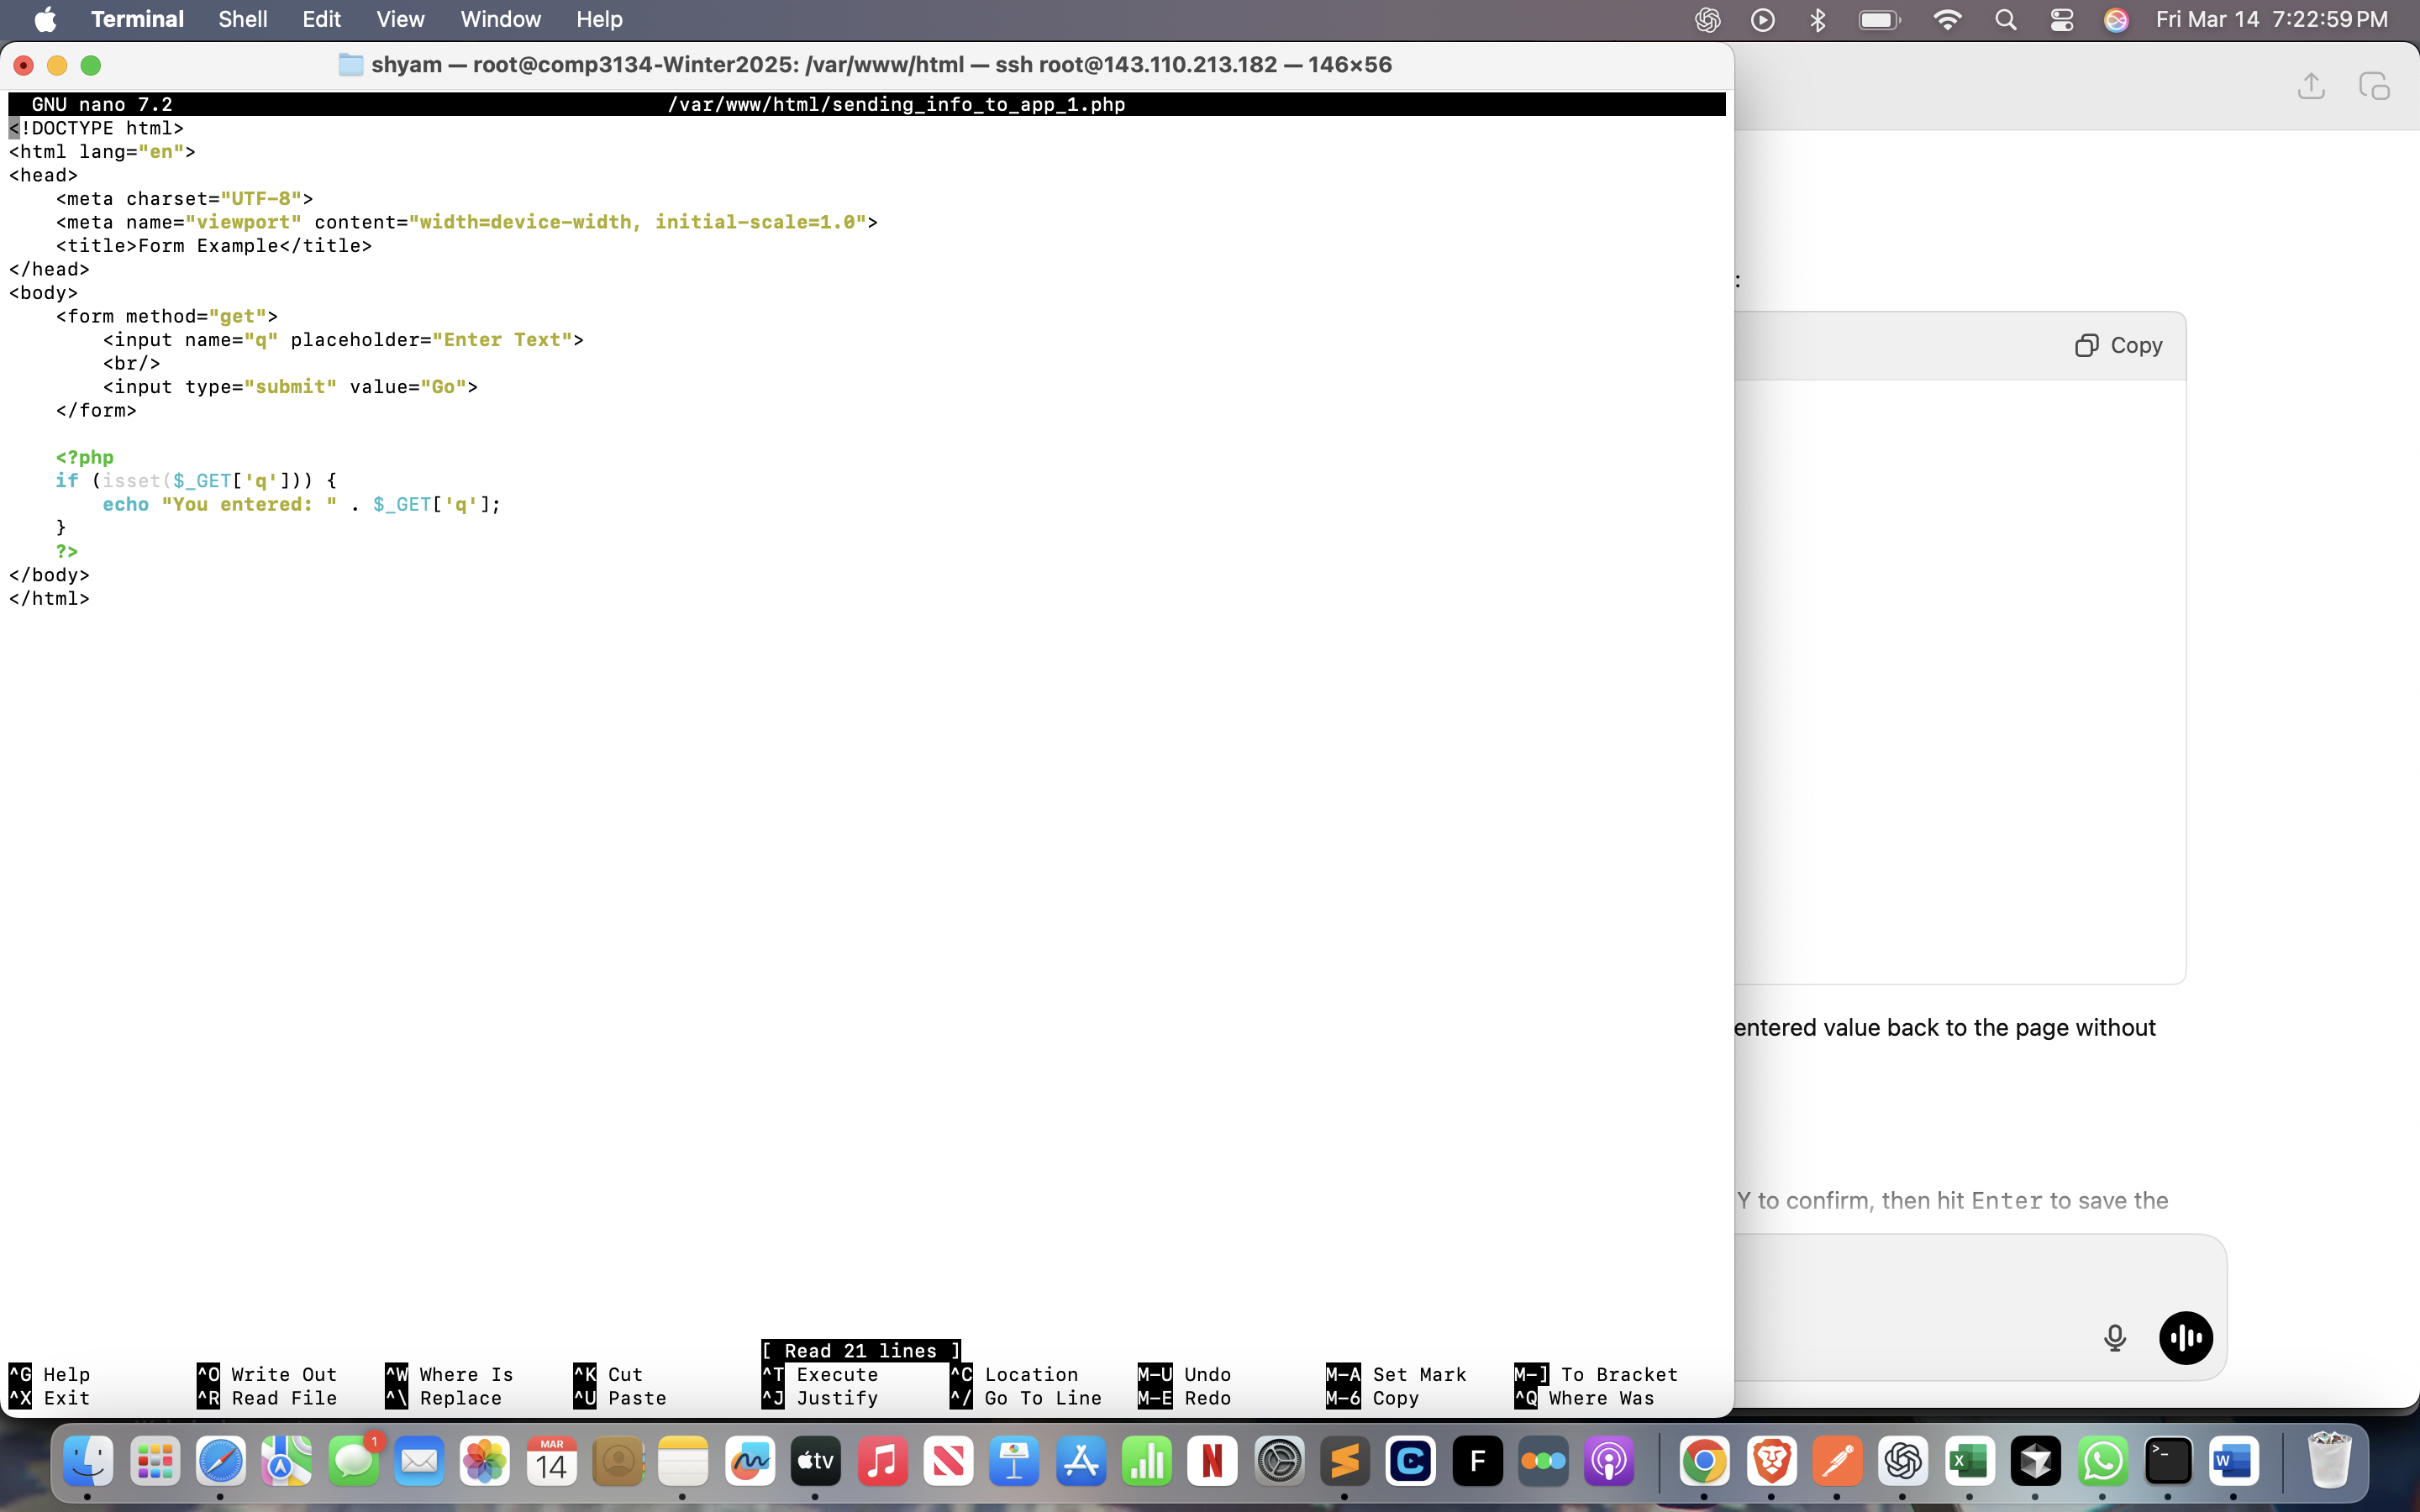 Terminal Shell Edit View Window Help Fri Mar 14 7:22:59 PM
shyam — root@comp3134-Winter2025: /var/www/html — ssh root@143.110.213.182 — 146×56
GNU nano 7.2 /var/www/html/sending_info_to_app_1.php
<!DOCTYPE html>
<html lang="en">
<head>
    <meta charset="UTF-8">
    <meta name="viewport" content="width=device-width, initial-scale=1.0">
    <title>Form Example</title>
</head>
<body>
    <form method="get">
        <input name="q" placeholder="Enter Text">
        <br/>
        <input type="submit" value="Go">
    </form>
    <?php
    if (isset($_GET['q'])) {
        echo "You entered: " . $_GET['q'];
    }
    ?>
</body>
</html>
[ Read 21 lines ]
^G Help ^O Write Out ^W Where Is ^K Cut ^T Execute ^C Location M-U Undo M-A Set Mark M-] To Bracket
^X Exit ^R Read File ^\ Replace ^U Paste ^J Justify ^/ Go To Line M-E Redo M-6 Copy ^Q Where Was
:
Copy
entered value back to the page without
Y to confirm, then hit Enter to save the
1
MAR
14
tv
N
C
F
X
>_
W